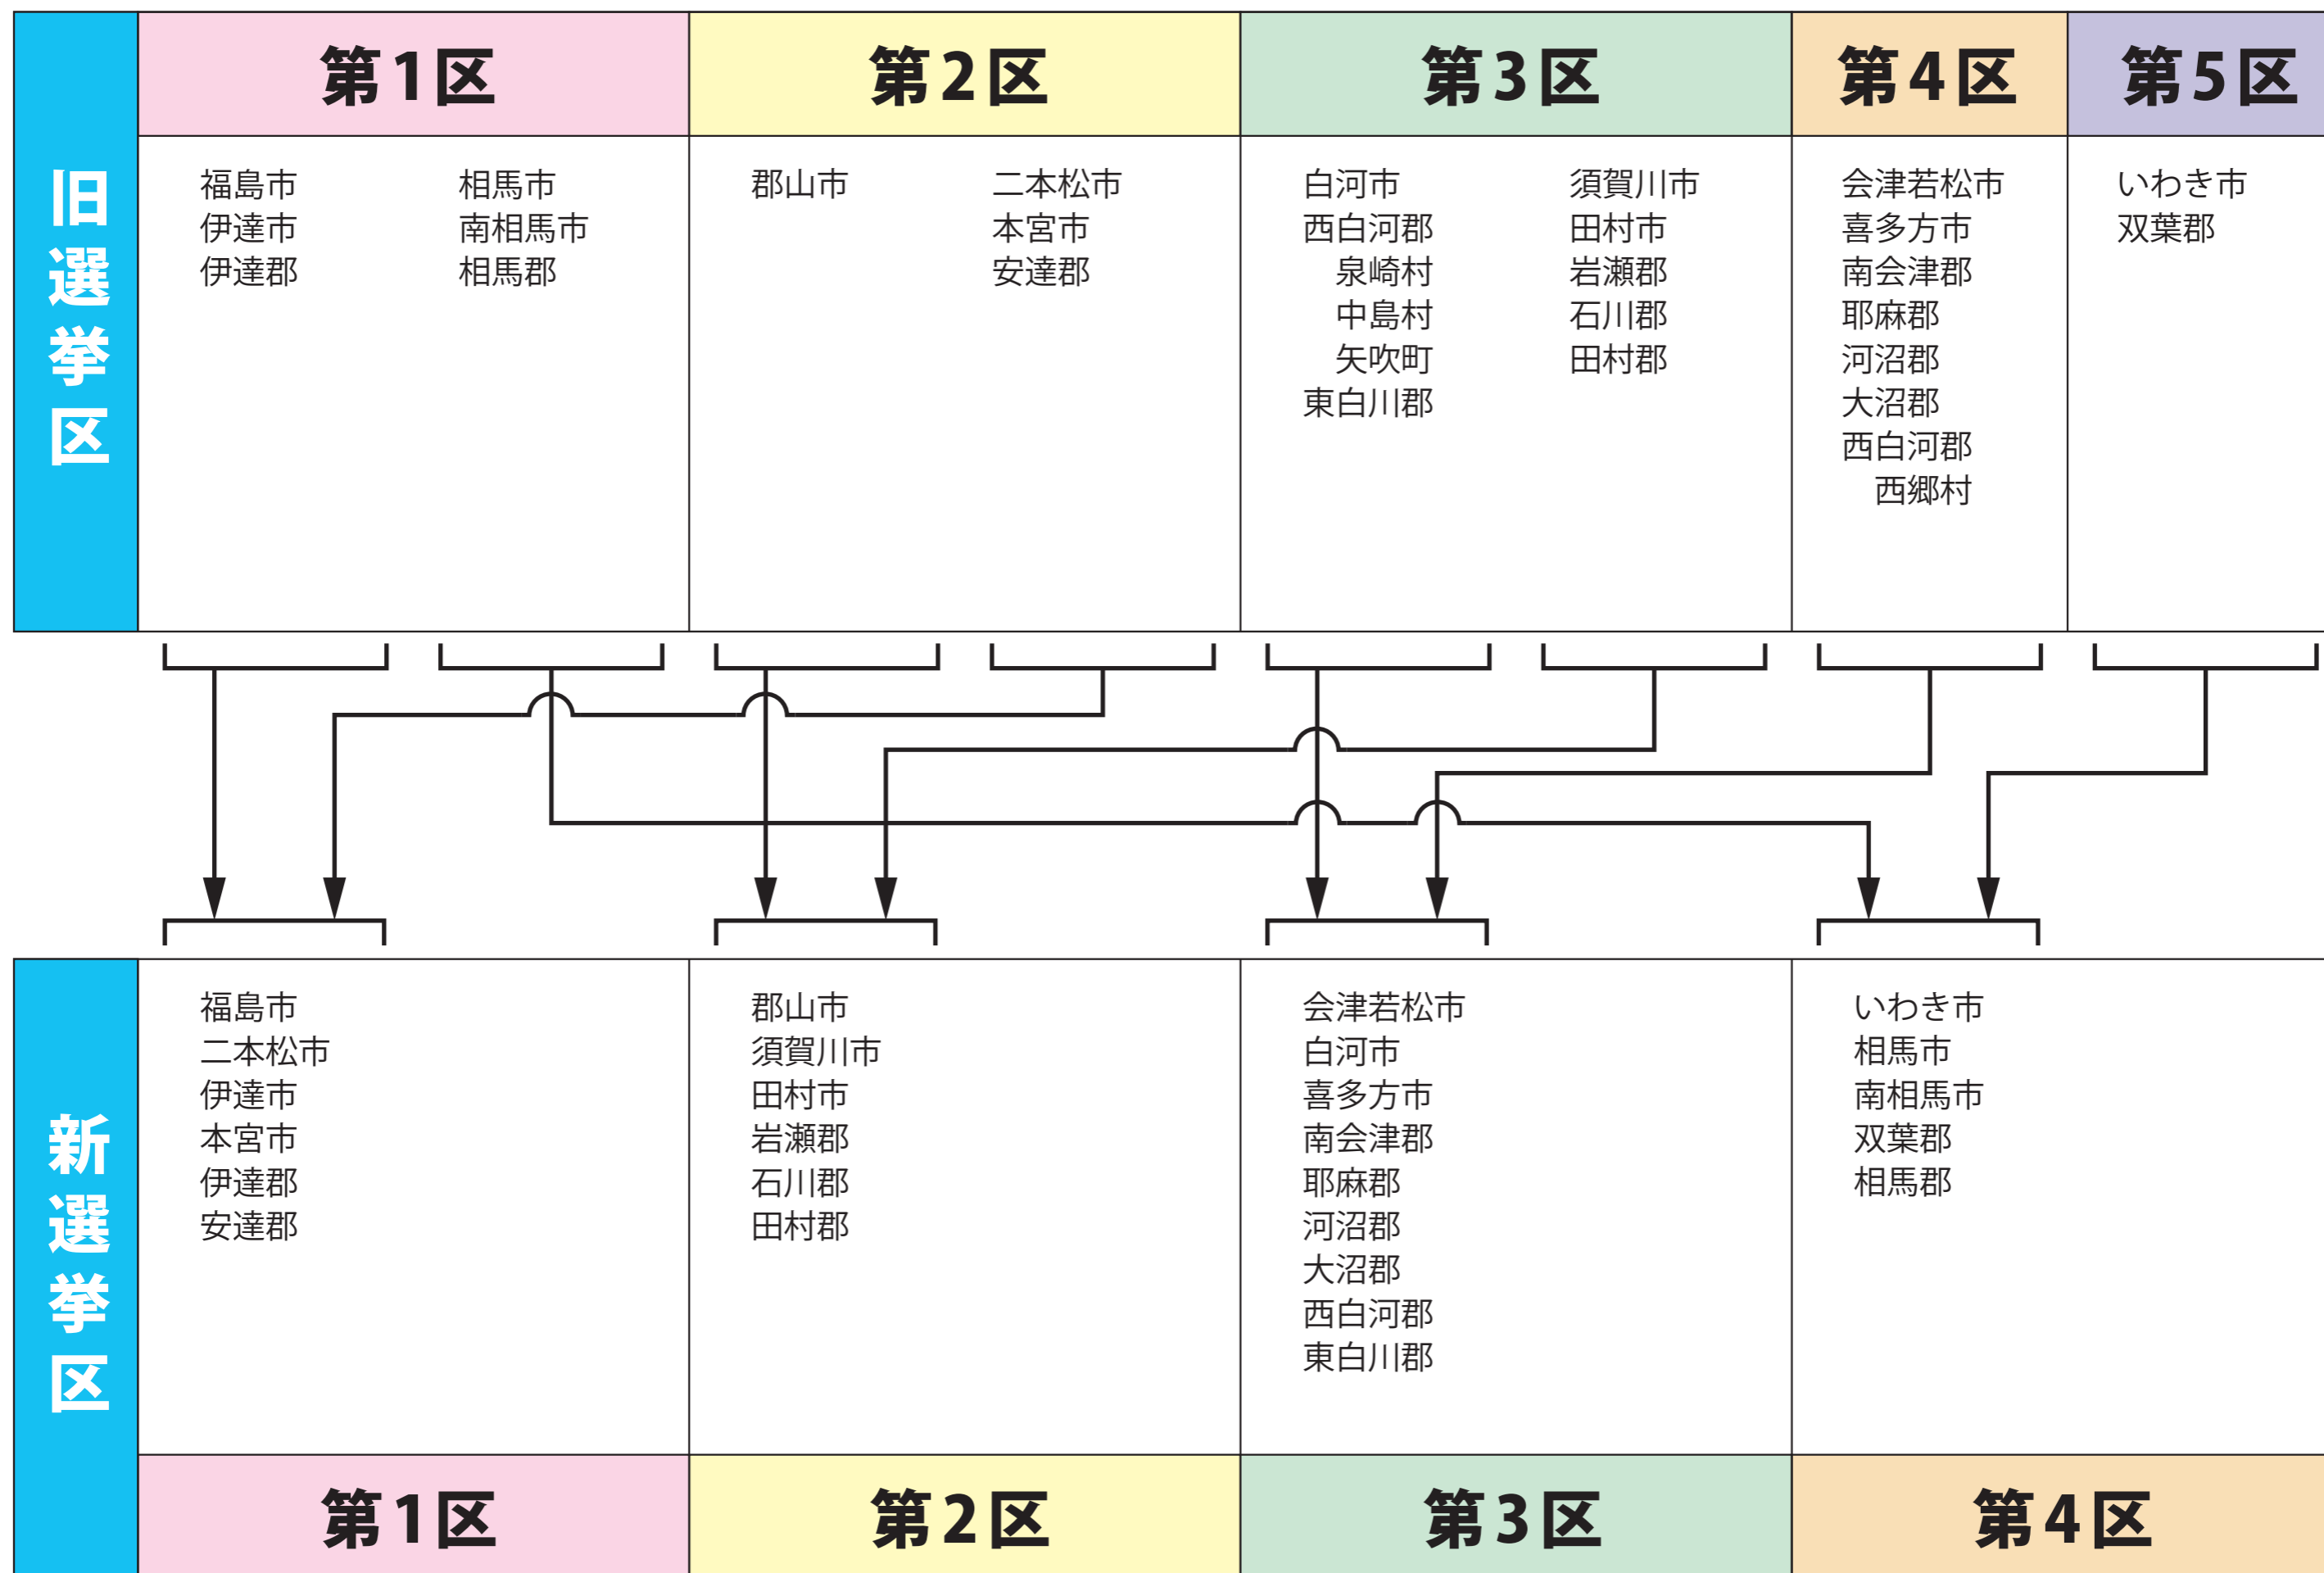 旧選挙区
第1区
福島市
伊達市
伊達郡
相馬市
南相馬市
相馬郡
第2区
郡山市
二本松市
本宮市
安達郡
第3区
白河市
西白河郡
泉崎村
中島村
矢吹町
東白川郡
須賀川市
田村市
岩瀬郡
石川郡
田村郡
第4区
会津若松市
喜多方市
南会津郡
耶麻郡
河沼郡
大沼郡
西白河郡
西郷村
第5区
いわき市
双葉郡
新選挙区
福島市
二本松市
伊達市
本宮市
伊達郡
安達郡
第1区
郡山市
須賀川市
田村市
岩瀬郡
石川郡
田村郡
第2区
会津若松市
白河市
喜多方市
南会津郡
耶麻郡
河沼郡
大沼郡
西白河郡
東白川郡
第3区
いわき市
相馬市
南相馬市
双葉郡
相馬郡
第4区